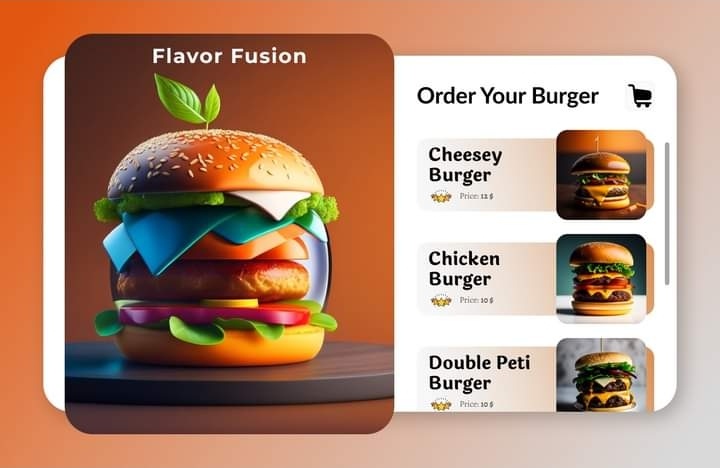 Flavor Fusion
Order Your Burger
Cheesey
Burger
Price: 12 $
Chicken
Burger
Price: 10 $
Double Peti
Burger
Price: 10 $